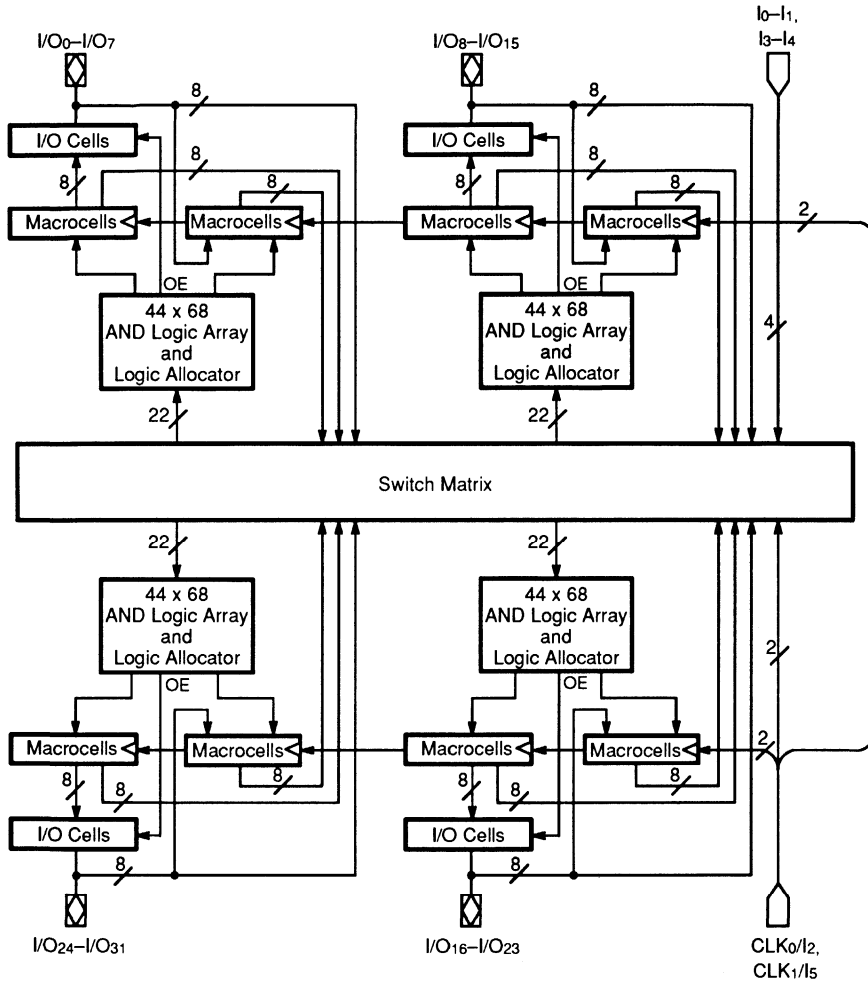 I/O0–I/O7
I/O8–I/O15
I0–I1,
I3–I4
8
8
I/O Cells
I/O Cells
8
8
8
8
8
8
Macrocells
Macrocells
Macrocells
Macrocells
2
OE
OE
44 x 68
AND Logic Array
and
Logic Allocator
44 x 68
AND Logic Array
and
Logic Allocator
4
22
22
Switch Matrix
22
22
44 x 68
AND Logic Array
and
Logic Allocator
44 x 68
AND Logic Array
and
Logic Allocator
2
OE
OE
Macrocells
Macrocells
Macrocells
Macrocells
2
8
8
8
8
8
8
I/O Cells
I/O Cells
8
8
I/O24–I/O31
I/O16–I/O23
CLK0/I2,
CLK1/I5